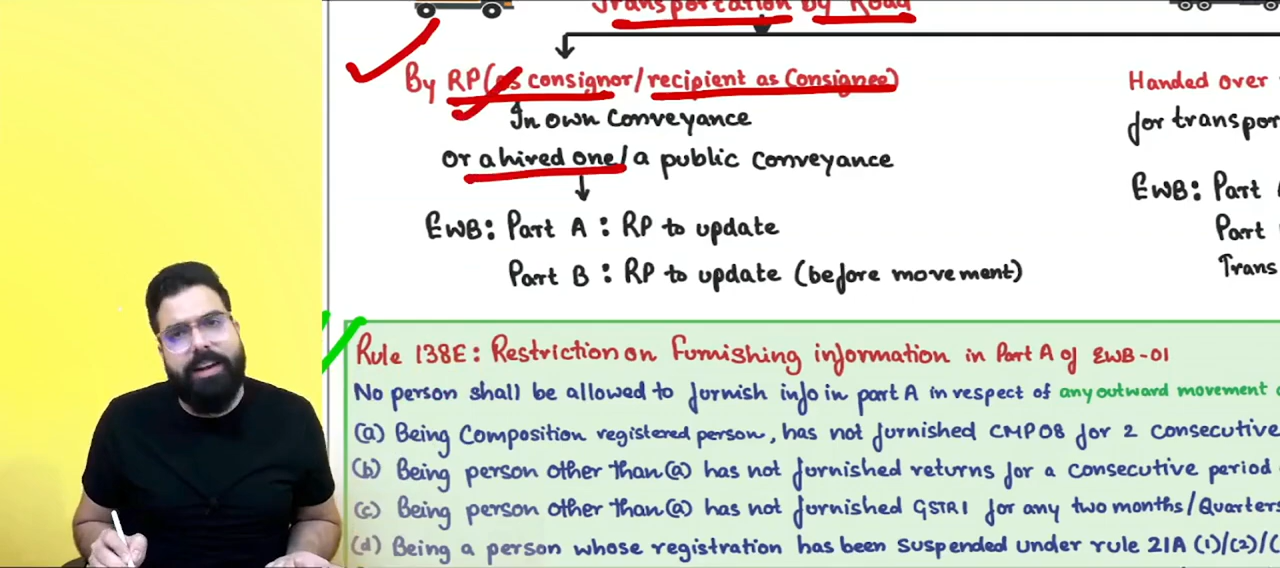 Transportation by Road
By RP(as consignor/recipient as Consignee)
In own Conveyance
Or a hired one/a public Conveyance
EWB: Part A : RP to update
Part B : RP to update (before movement)
Handed over
for transpor
EWB: Part A
Part
Trans
Rule 138E: Restriction on Furnishing information in Part A of EWB-01
No person shall be allowed to furnish info in part A in respect of any outward movement
(a) Being Composition registered person, has not furnished CMP08 for 2 consecutive
(b) Being person other than(a) has not furnished returns for a consecutive period
(c) Being person other than(a) has not furnished GSTR1 for any two months/Quarters
(d) Being a person whose registration has been suspended under rule 21A (1)/(2)/(